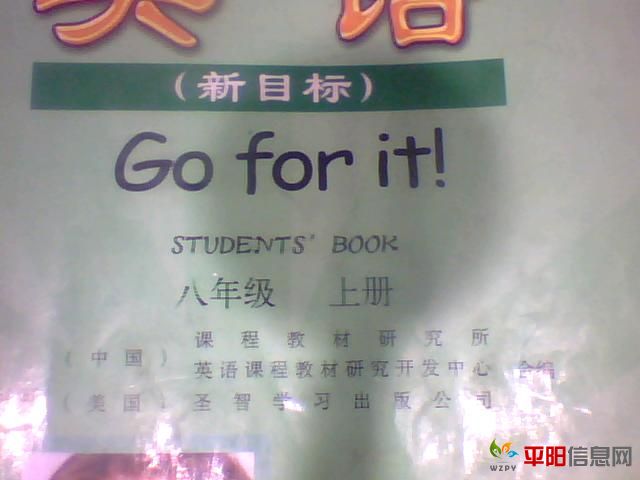 英语
(新目标)
Go for it!
STUDENTS' BOOK
八年级 上册
课程教材研究所
(中国) 英语课程教材研究开发中心 合编
(美国) 圣智学习出版公司
平阳信息网
WZPY